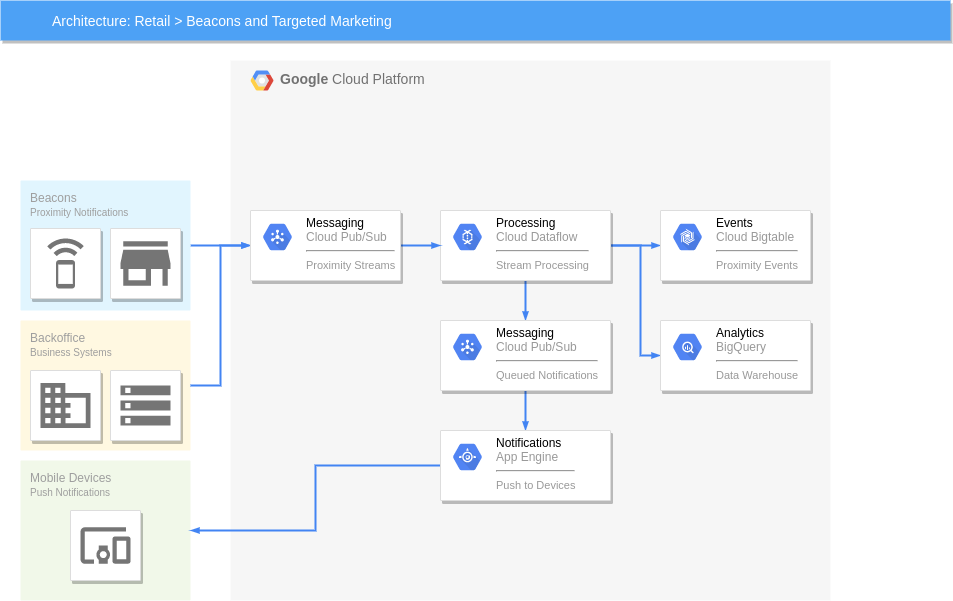 Architecture: Retail > Beacons and Targeted Marketing
Google Cloud Platform
Beacons
Proximity Notifications
Backoffice
Business Systems
Mobile Devices
Push Notifications
Messaging
Cloud Pub/Sub
Proximity Streams
Processing
Cloud Dataflow
Stream Processing
Events
Cloud Bigtable
Proximity Events
Messaging
Cloud Pub/Sub
Queued Notifications
Analytics
BigQuery
Data Warehouse
Notifications
App Engine
Push to Devices